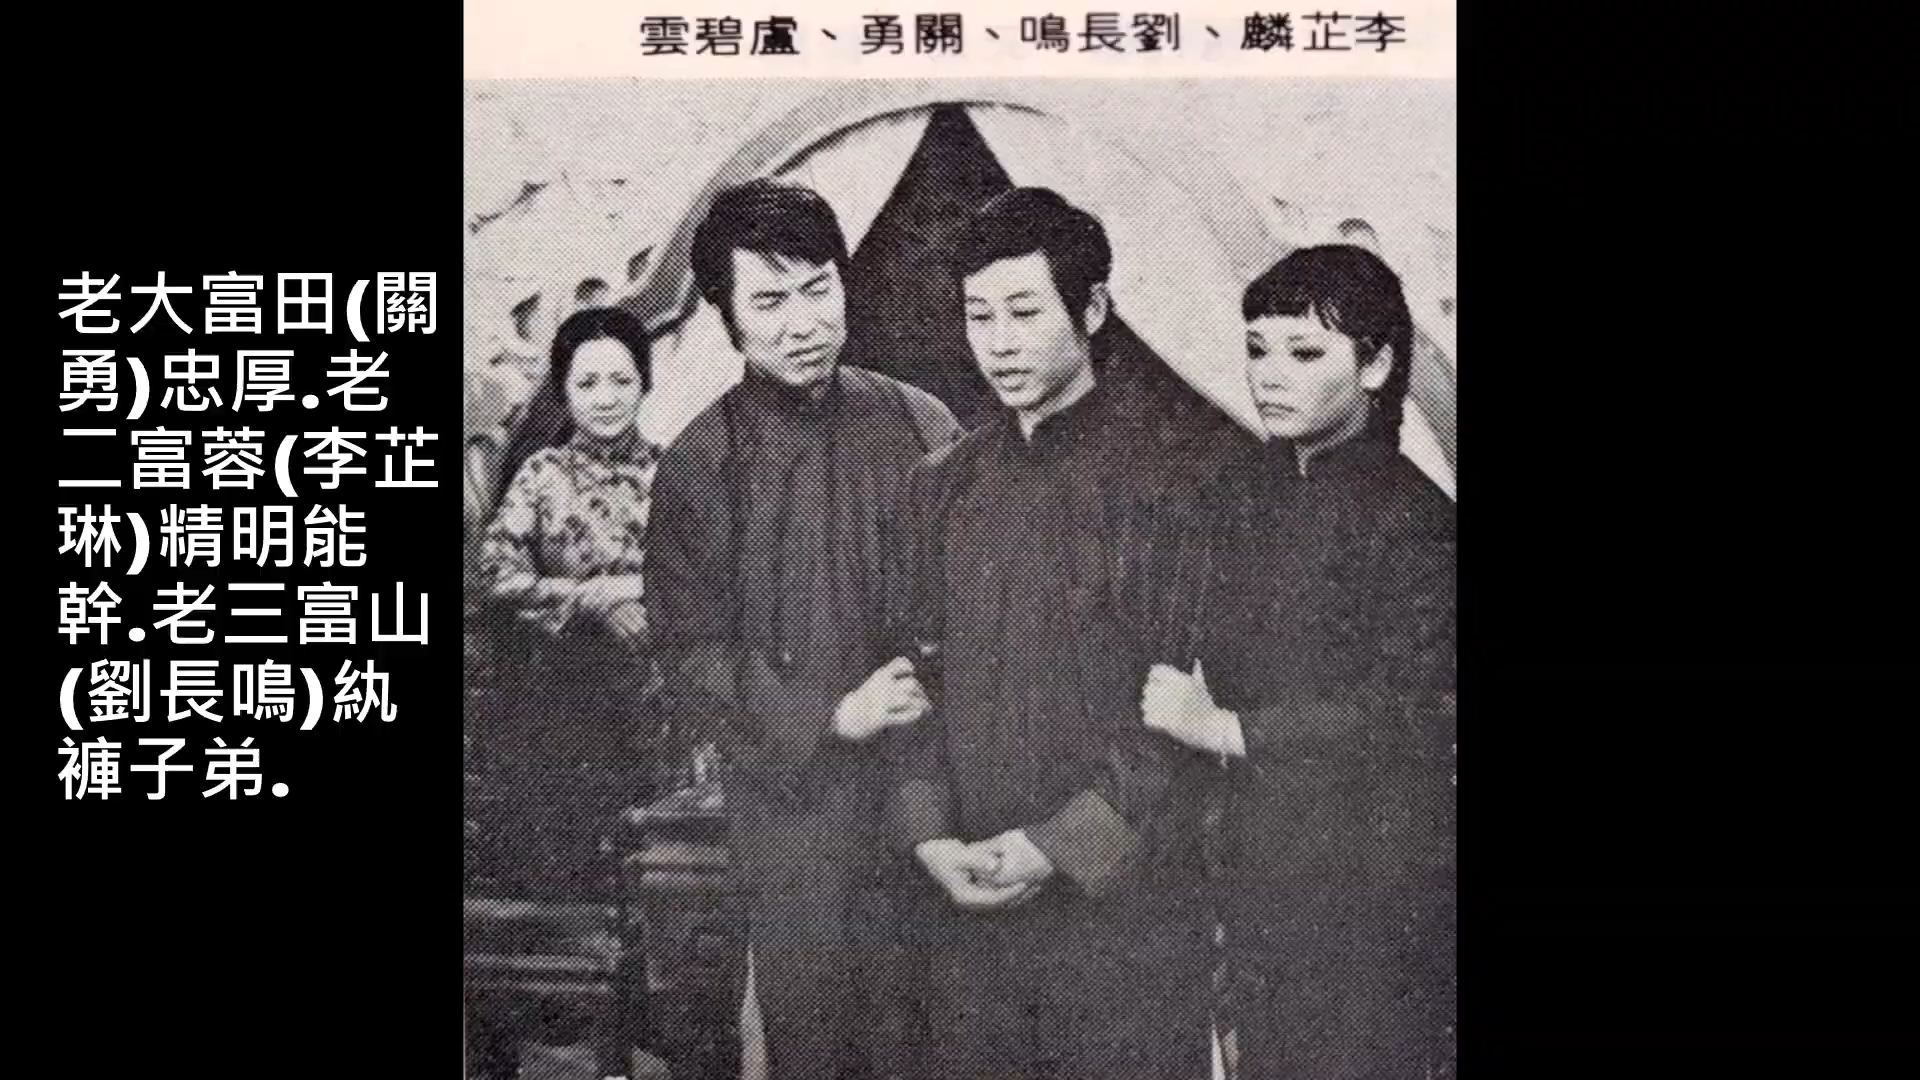 李芷麟、劉長鳴、關勇、盧碧雲
老大富田(關
勇)忠厚.老
二富蓉(李芷
琳)精明能
幹.老三富山
(劉長鳴)紈
褲子弟.